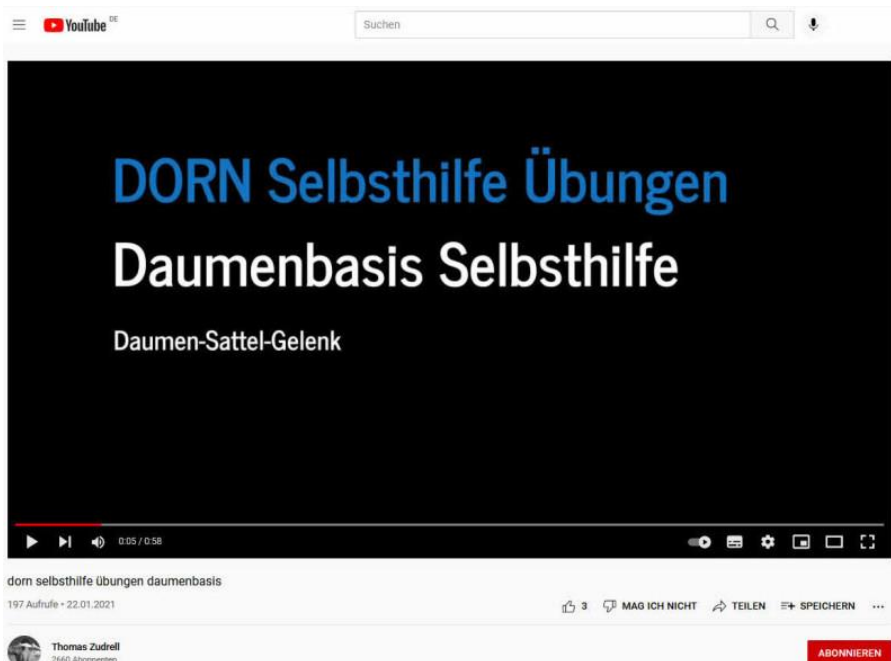 YouTube DE
Suchen
DORN Selbsthilfe Übungen
Daumenbasis Selbsthilfe
Daumen-Sattel-Gelenk
0:05 / 0:58
dorn selbsthilfe übungen daumenbasis
197 Aufrufe • 22.01.2021
3 MAG ICH NICHT TEILEN SPEICHERN
Thomas Zudrell
2660 Abonnenten
ABONNIEREN